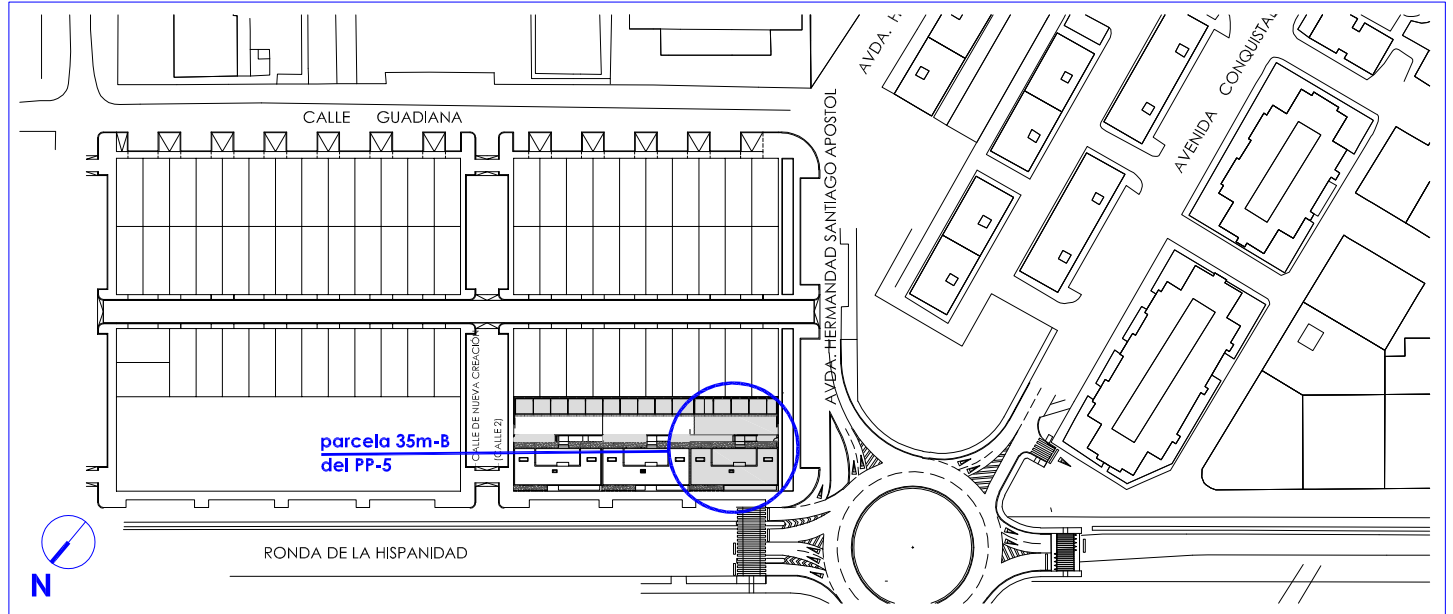 AVDA. H
CALLE GUADIANA
AVENIDA CONQUISTA
AVDA. HERMANDAD SANTIAGO APOSTOL
CALLE DE NUEVA CREACIÓN
(CALLE 2)
parcela 35m-B
del PP-5
RONDA DE LA HISPANIDAD
N